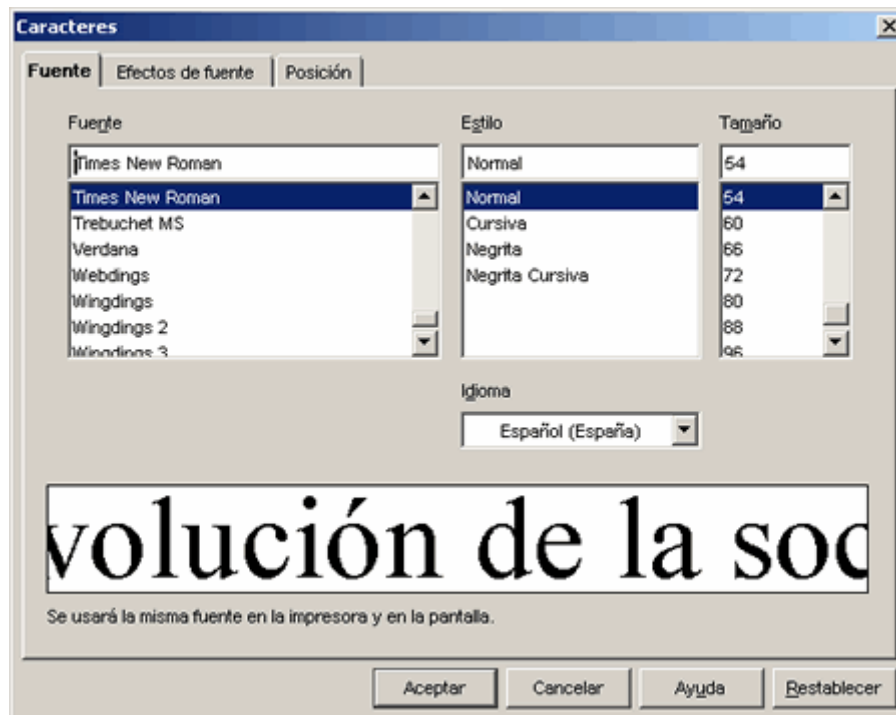 Caracteres
Fuente Efectos de fuente Posición
Fuente Estilo Tamaño
Times New Roman Normal 54
Times New Roman Normal 54
Trebuchet MS Cursiva 60
Verdana Negrita 66
Webdings Negrita Cursiva 72
Wingdings 80
Wingdings 2 88
Wingdings 3 96
Idioma
Español (España)
volución de la soc
Se usará la misma fuente en la impresora y en la pantalla.
Aceptar Cancelar Ayuda Restablecer